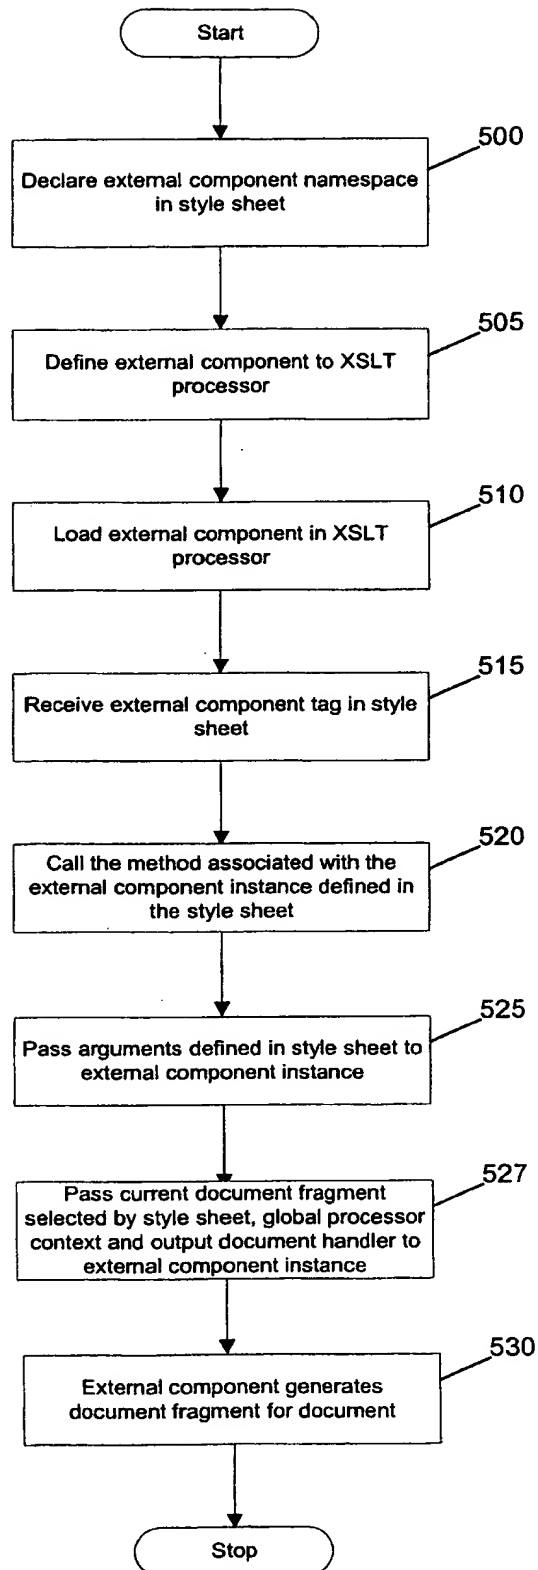 Start
500
Declare external component namespace
in style sheet
505
Define external component to XSLT
processor
510
Load external component in XSLT
processor
515
Receive external component tag in style
sheet
520
Call the method associated with the
external component instance defined in
the style sheet
525
Pass arguments defined in style sheet to
external component instance
527
Pass current document fragment
selected by style sheet, global processor
context and output document handler to
external component instance
530
External component generates
document fragment for document
Stop